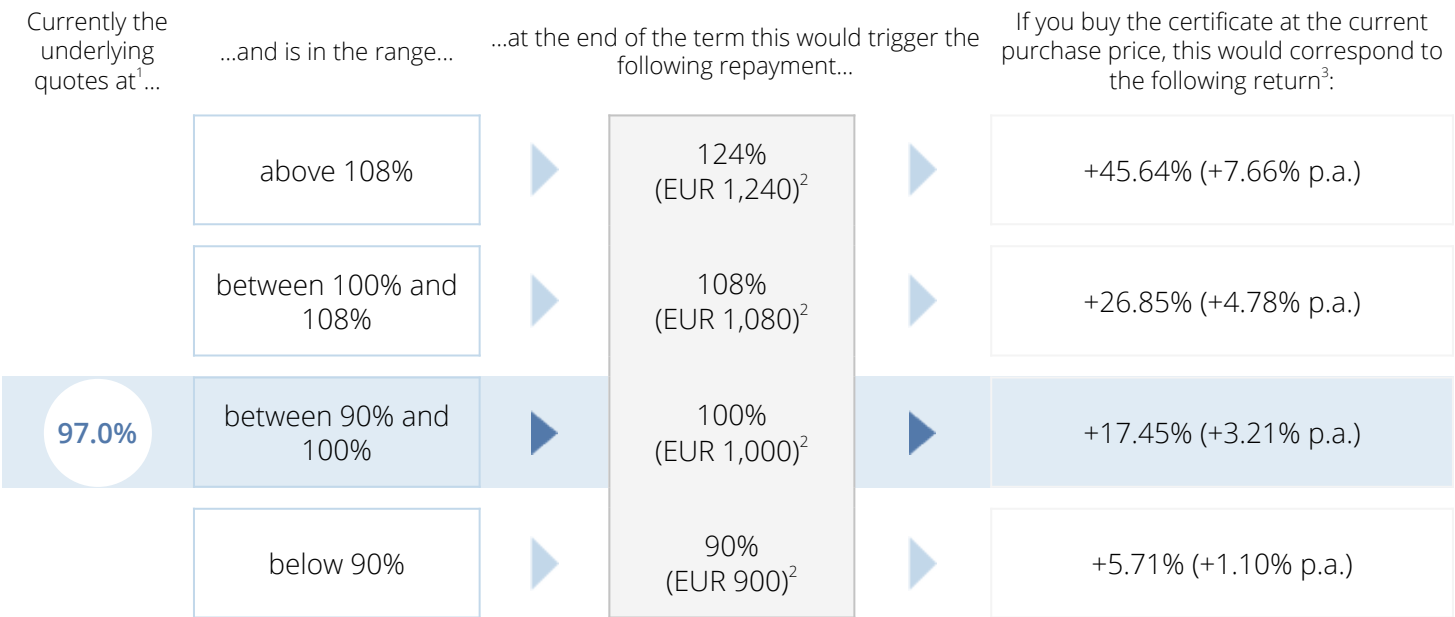 Currently the
underlying
quotes at¹...
...and is in the range...
...at the end of the term this would trigger the
following repayment...
If you buy the certificate at the current
purchase price, this would correspond to
the following return³:
above 108%
124%
(EUR 1,240)²
+45.64% (+7.66% p.a.)
between 100% and
108%
108%
(EUR 1,080)²
+26.85% (+4.78% p.a.)
97.0%
between 90% and
100%
100%
(EUR 1,000)²
+17.45% (+3.21% p.a.)
below 90%
90%
(EUR 900)²
+5.71% (+1.10% p.a.)